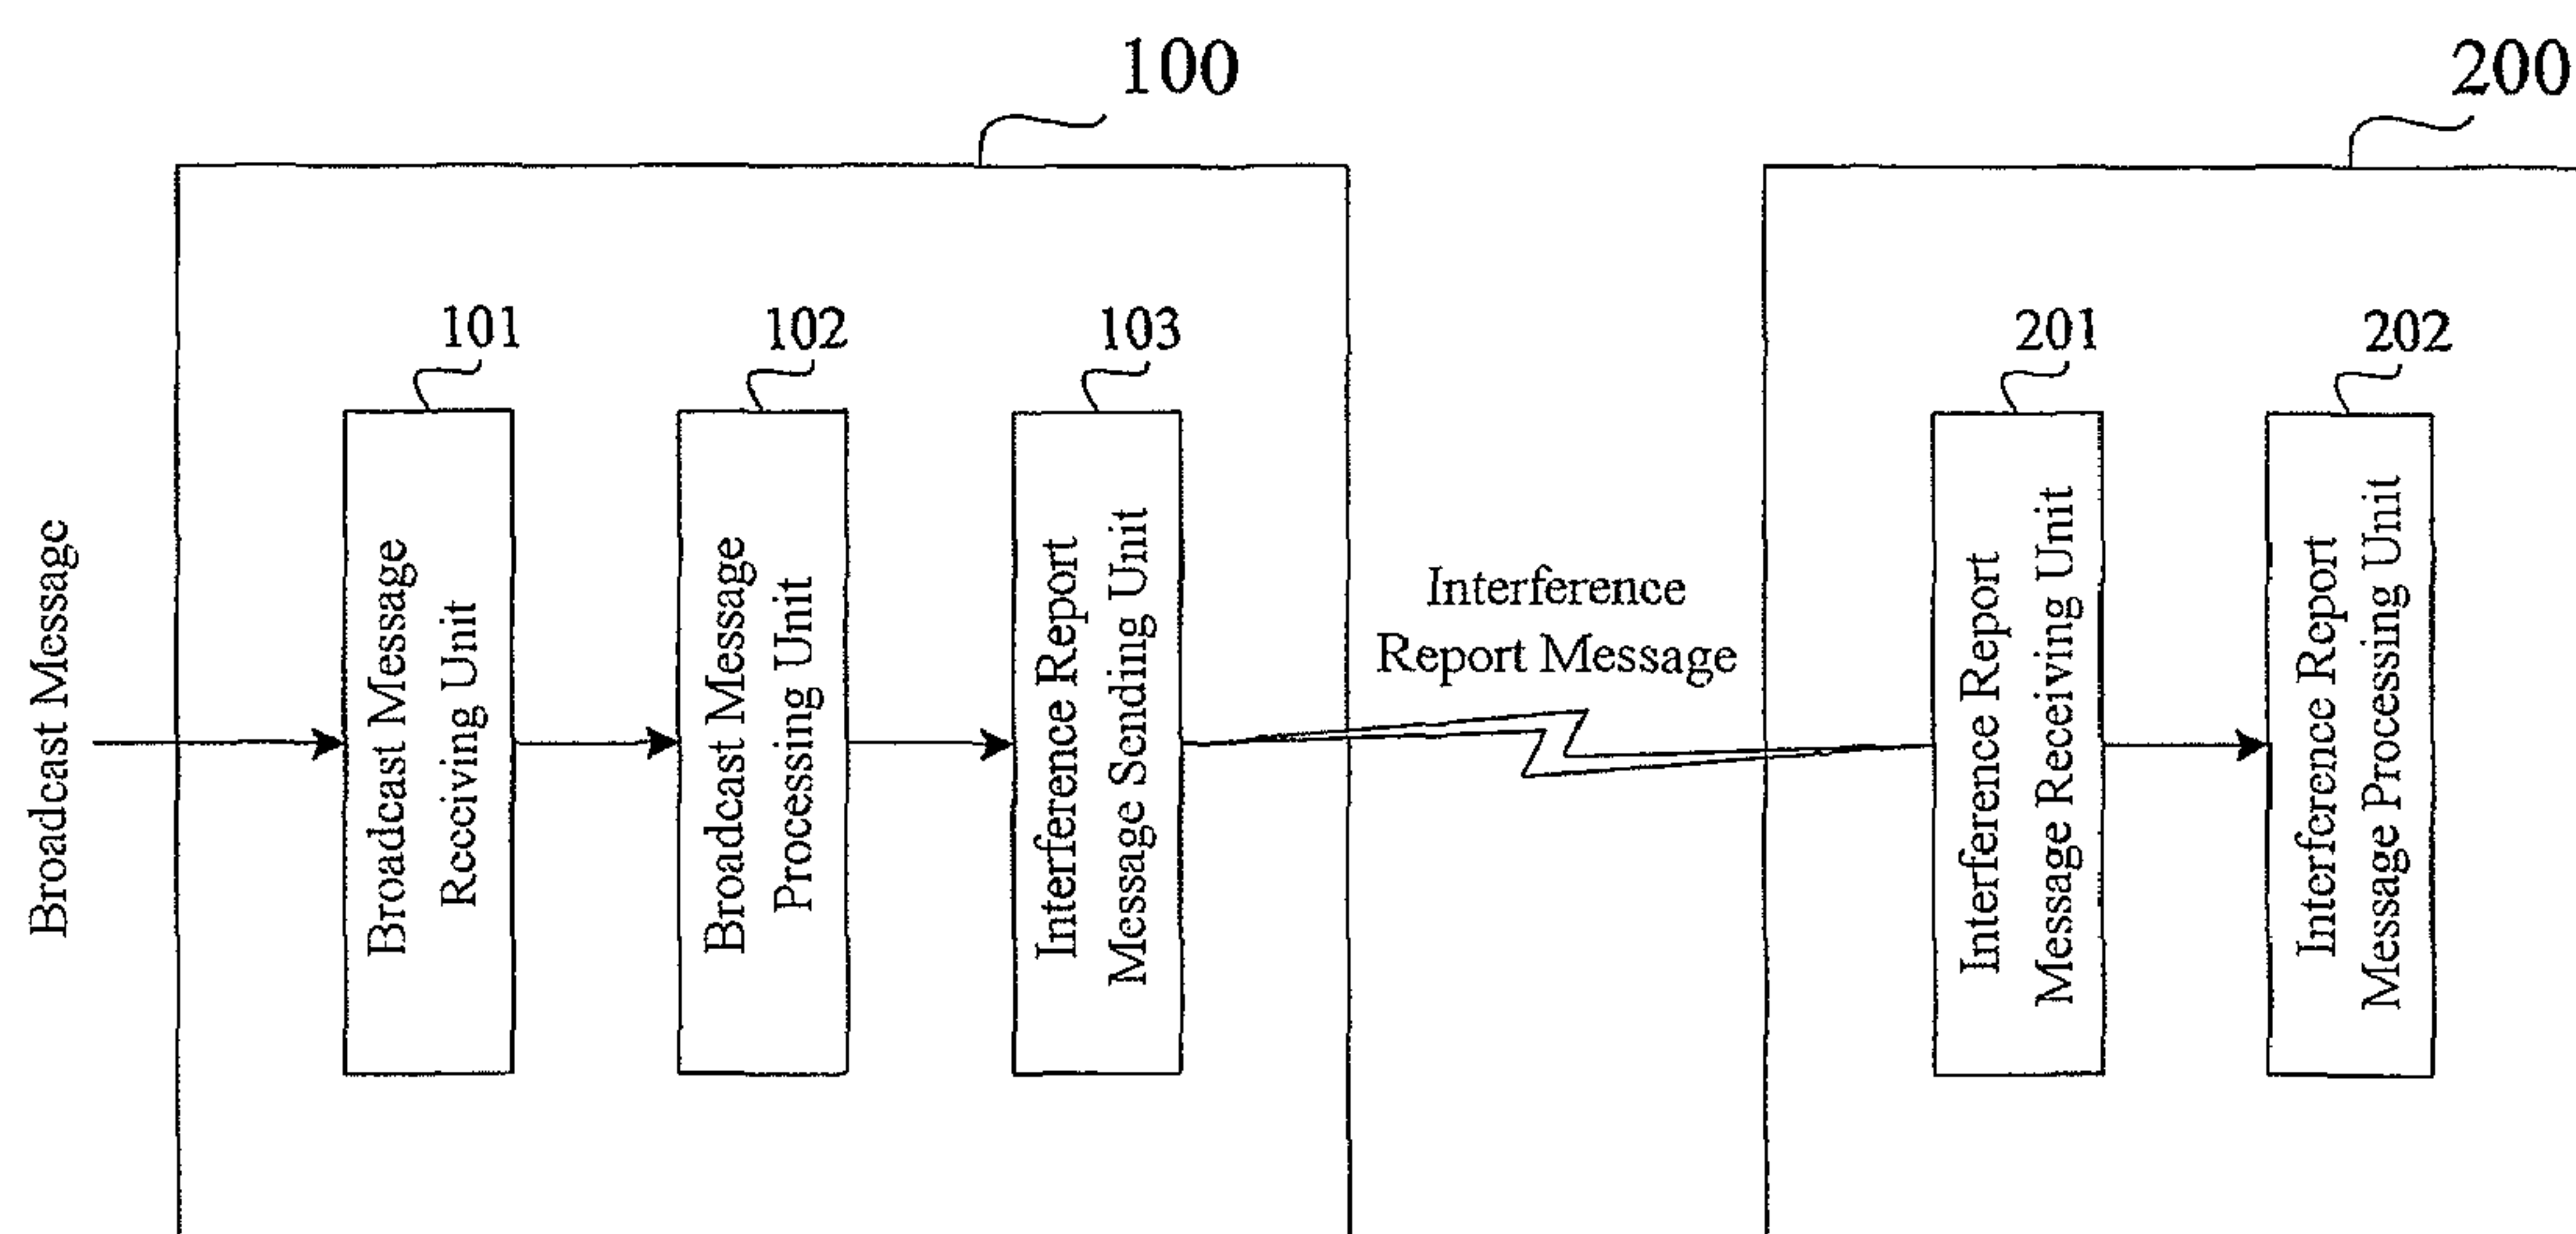 100
200
101
102
103
201
202
Broadcast Message
Broadcast Message
Receiving Unit
Broadcast Message
Processing Unit
Interference Report
Message Sending Unit
Interference
Report Message
Interference Report
Message Receiving Unit
Interference Report
Message Processing Unit